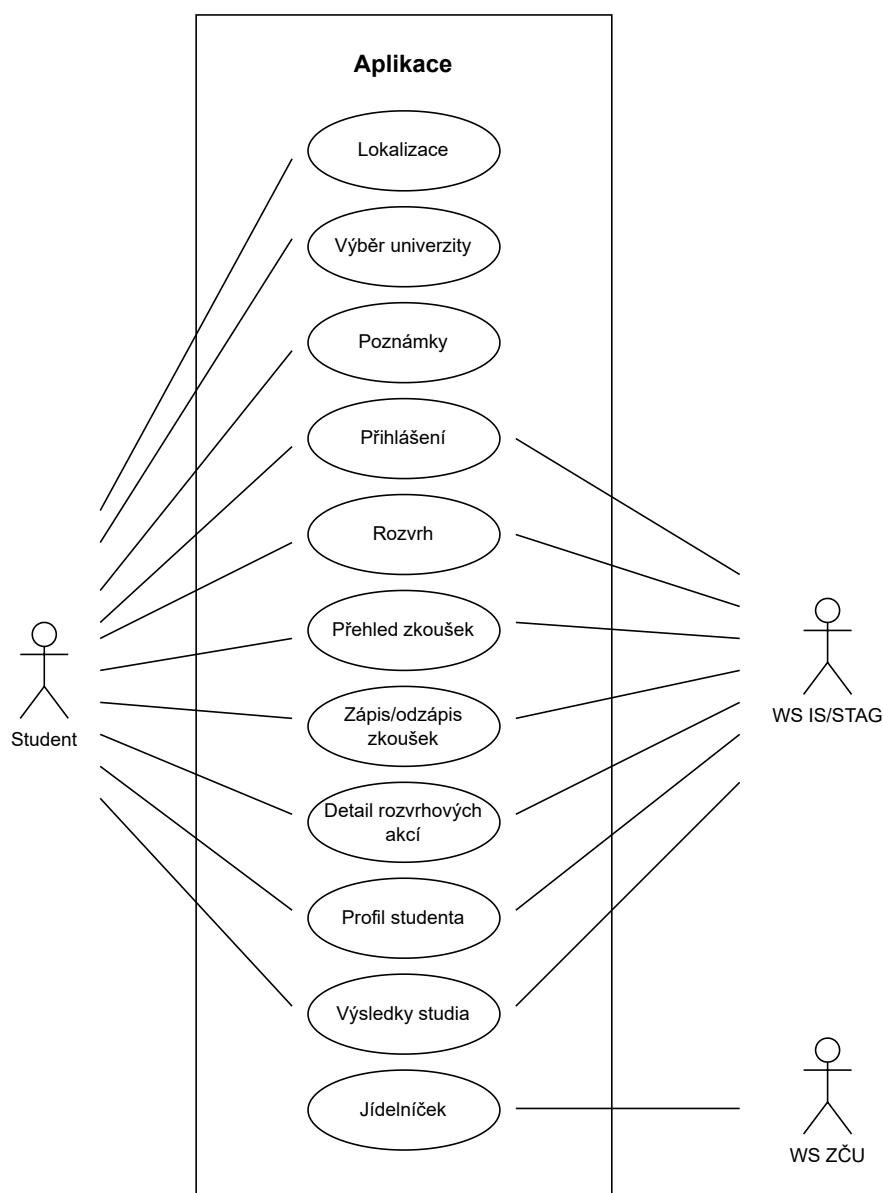 Aplikace
Lokalizace
Výběr univerzity
Poznámky
Přihlášení
Rozvrh
Přehled zkoušek
Zápis/odzápis
zkoušek
Detail rozvrhových
akcí
Profil studenta
Výsledky studia
Jídelníček
Student
WS IS/STAG
WS ZČU